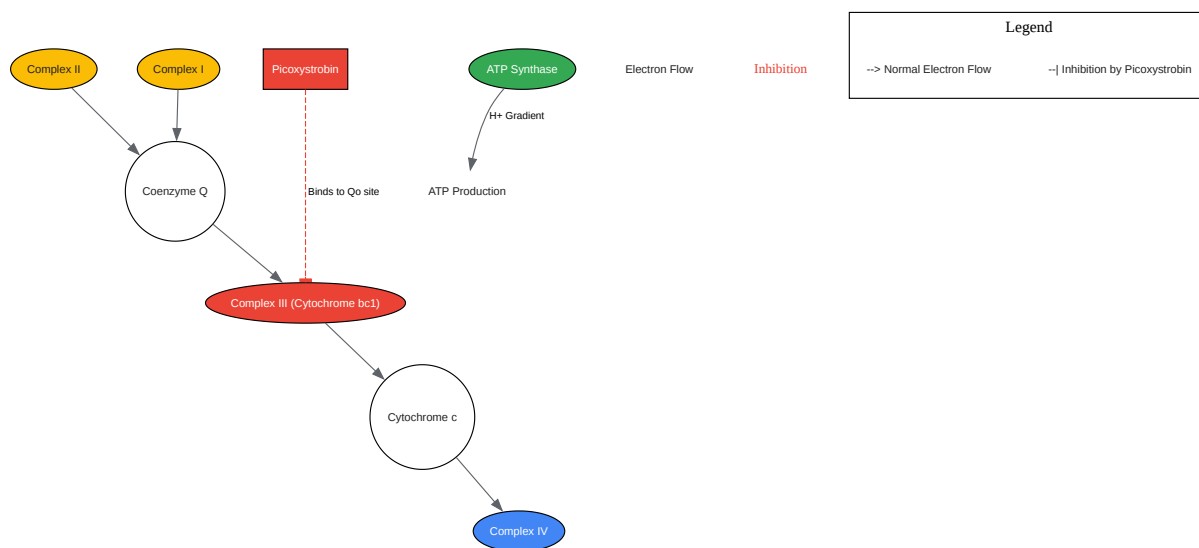 Legend
Complex II
Complex I
Picoxystrobin
ATP Synthase
Electron Flow
Inhibition
--> Normal Electron Flow
--| Inhibition by Picoxystrobin
H+ Gradient
Coenzyme Q
Binds to Qo site
ATP Production
Complex III (Cytochrome bc1)
Cytochrome c
Complex IV